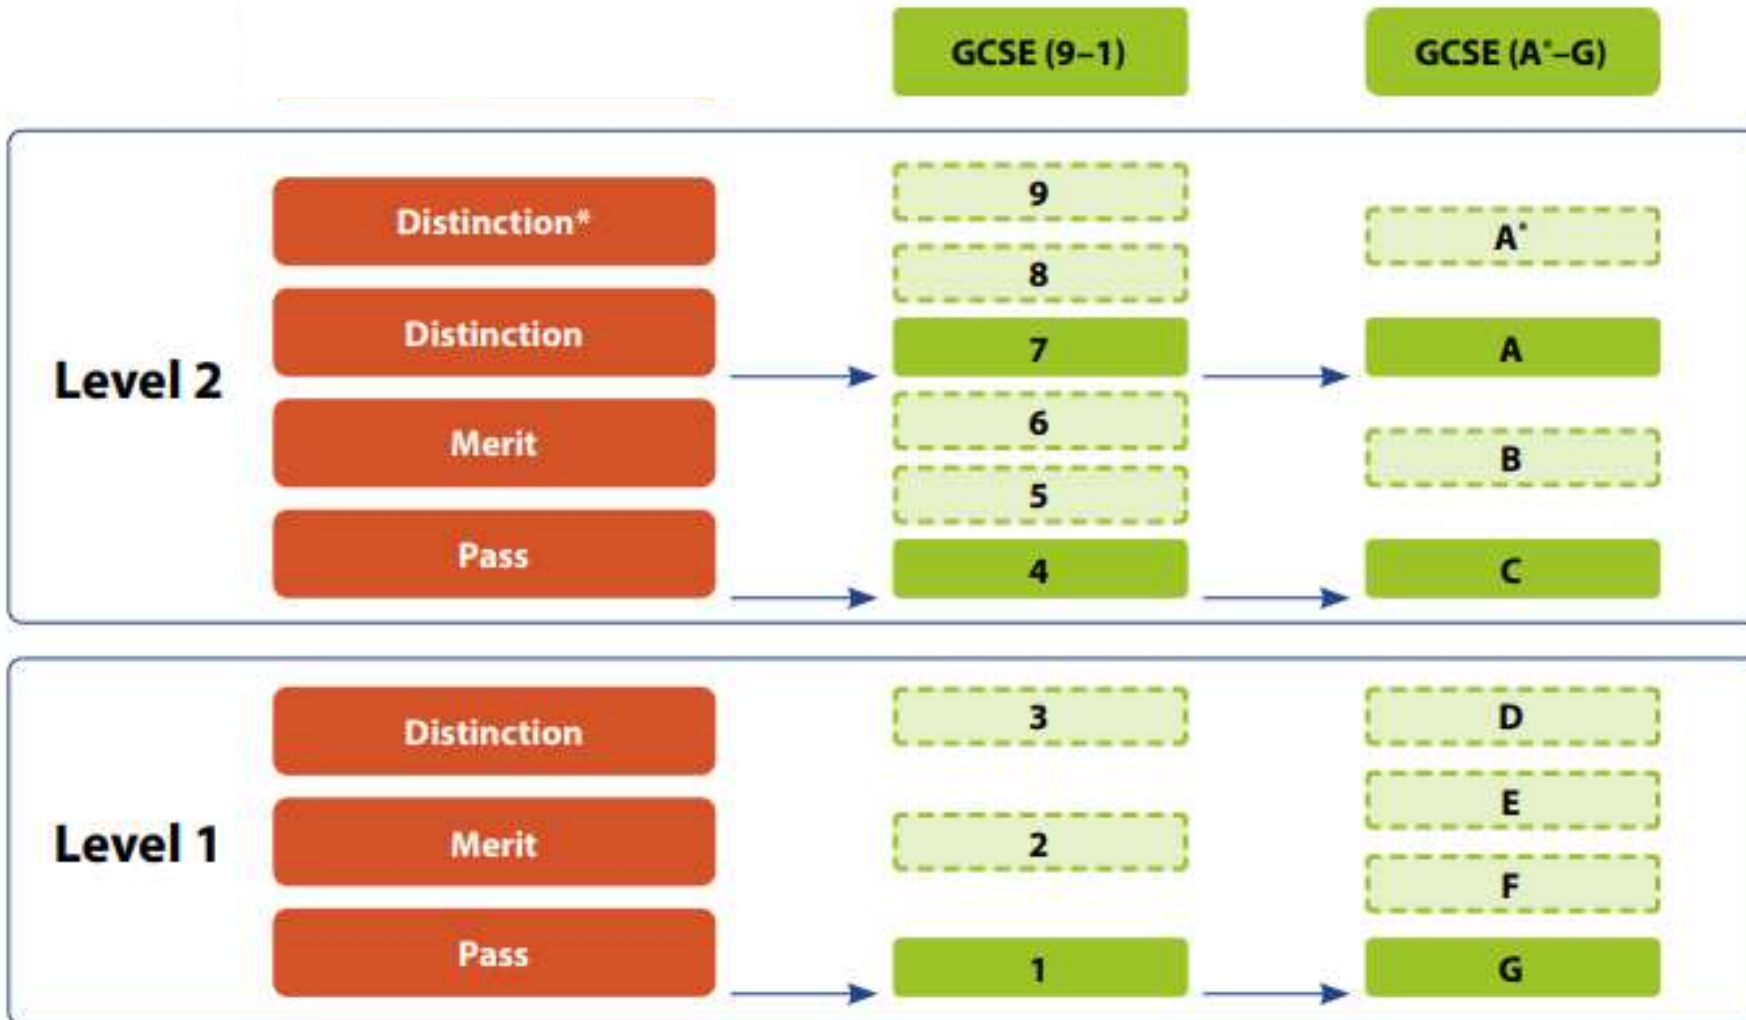 GCSE (9–1)
GCSE (A*–G)
Level 2
Distinction*
Distinction
Merit
Pass
9
8
7
6
5
4
A*
A
B
C
Level 1
Distinction
Merit
Pass
3
2
1
D
E
F
G